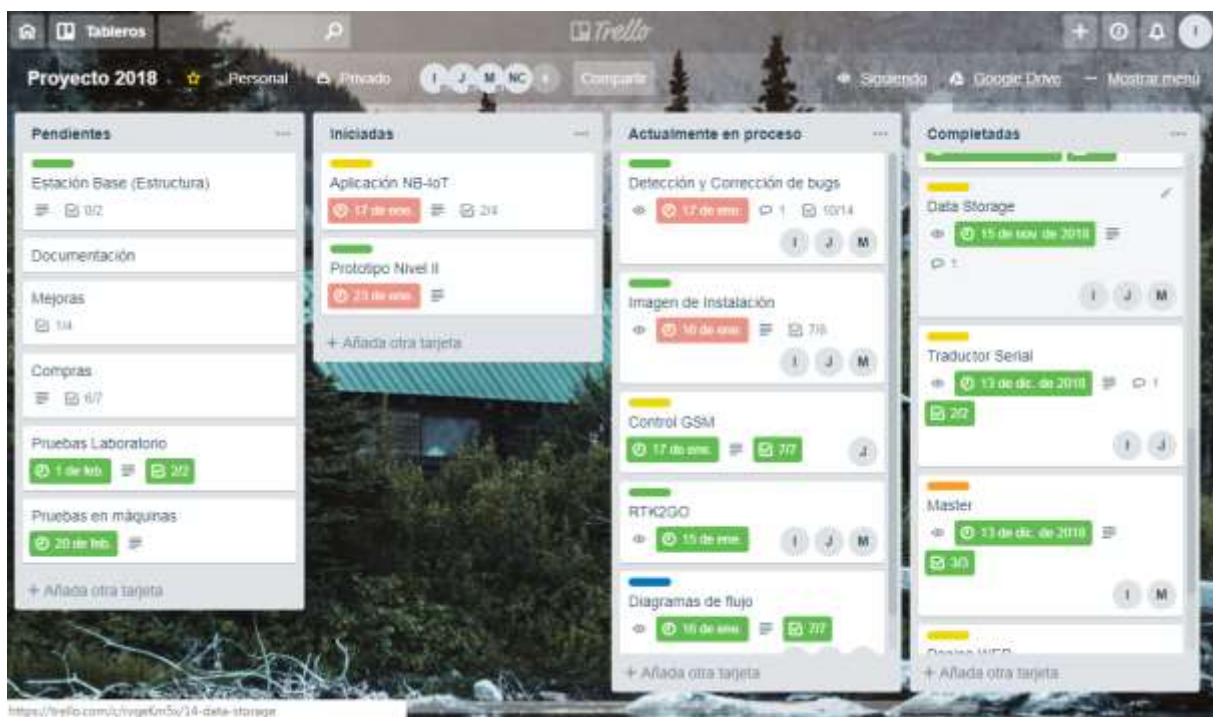 Tableros
Trello
I
Proyecto 2018
Personal
Privado
I J M NC
Compartir
Siguiendo
Google Drive
Mostrar menú
Pendientes
Estación Base (Estructura)
0/2
Documentación
Mejoras
1/4
Compras
6/7
Pruebas Laboratorio
1 de feb.
2/2
Pruebas en máquinas
20 de feb.
+ Añada otra tarjeta
Iniciadas
Aplicación NB-IoT
17 de ene.
2/4
Prototipo Nivel II
23 de ene.
+ Añada otra tarjeta
Actualmente en proceso
Detección y Corrección de bugs
17 de ene. 1 10/14
I J M
Imagen de Instalación
de ene.
I J M
Control GSM
17 de ene. 7/7
J
RTK2GO
15 de ene.
I J M
Diagramas de flujo
16 de ene. 7/7
+ Añada otra tarjeta
Completadas
Data Storage
15 de nov. de 2018
1
I J M
Traductor Serial
13 de dic. de 2018 1
2/2
I J
Master
13 de dic. de 2018
3/3
I M
+ Añada otra tarjeta